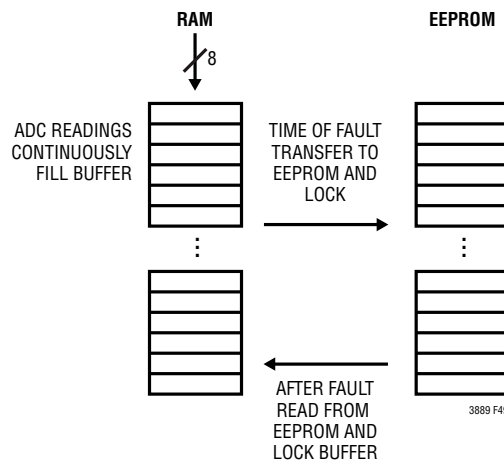 RAM
EEPROM
8
ADC READINGS
CONTINUOUSLY
FILL BUFFER
TIME OF FAULT
TRANSFER TO
EEPROM AND
LOCK
AFTER FAULT
READ FROM
EEPROM AND
LOCK BUFFER
3889